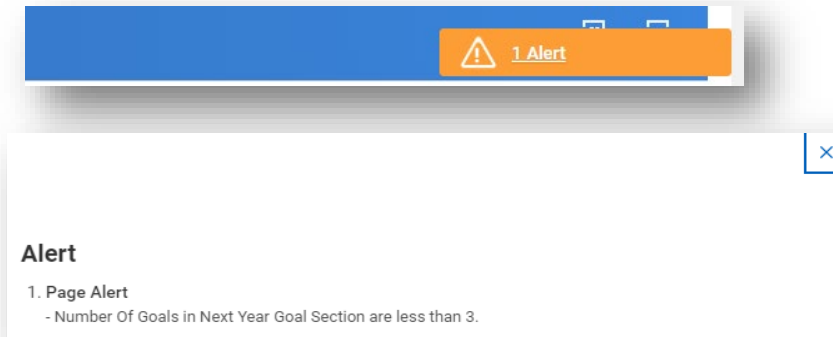 1 Alert
Alert
1. Page Alert
- Number Of Goals in Next Year Goal Section are less than 3.